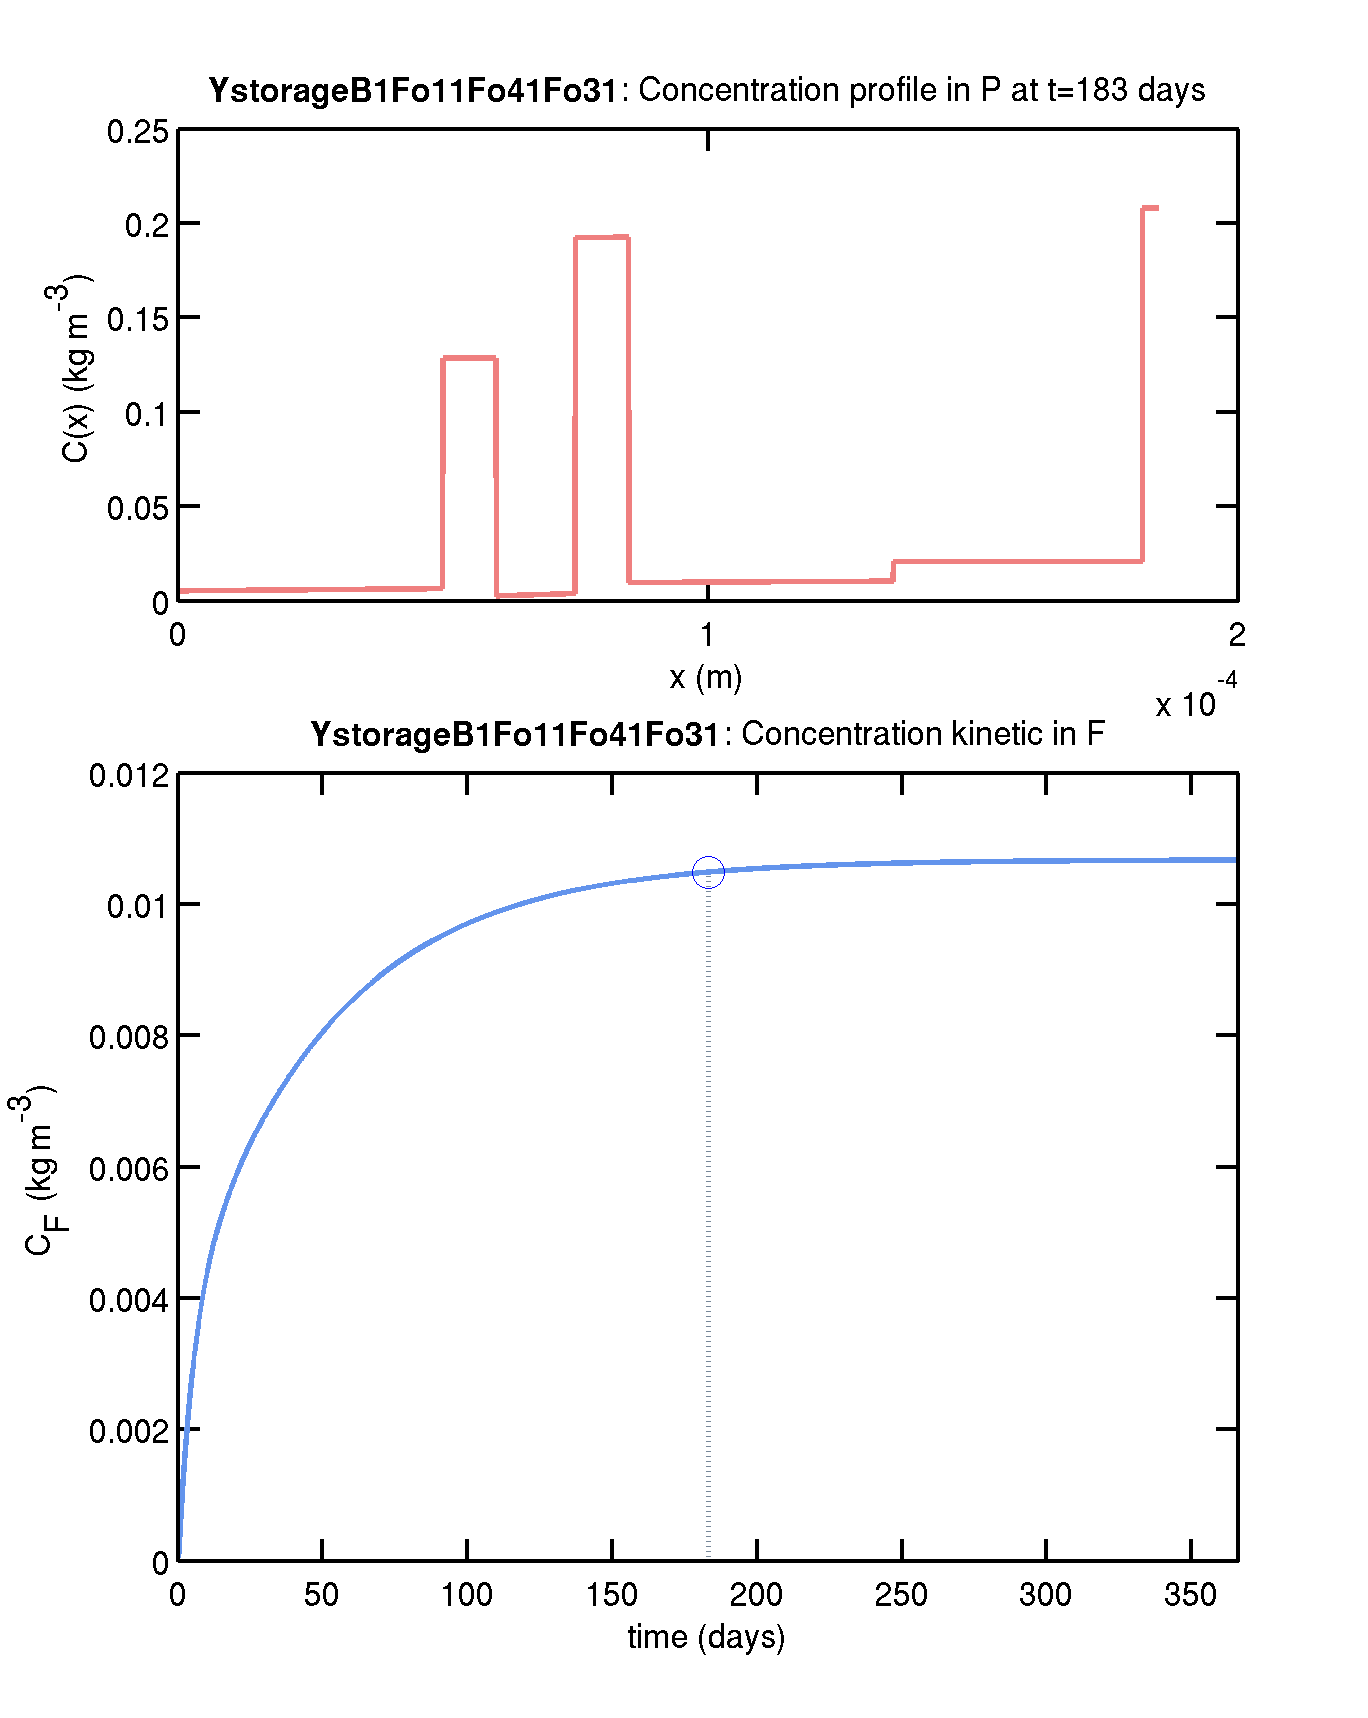 YstorageB1Fo11Fo41Fo31: Concentration profile in P at t=183 days
0.25
0.2
0.15
0.1
0.05
0
C(x) (kg m-3)
0 1 2
x (m)
x 10-4
YstorageB1Fo11Fo41Fo31: Concentration kinetic in F
0.012
0.01
0.008
0.006
0.004
0.002
0
CF (kg m-3)
0 50 100 150 200 250 300 350
time (days)